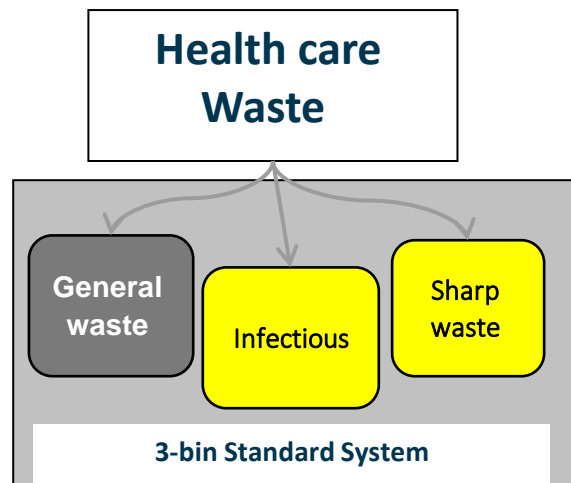 Health care
Waste
General
waste
Infectious
Sharp
waste
3-bin Standard System